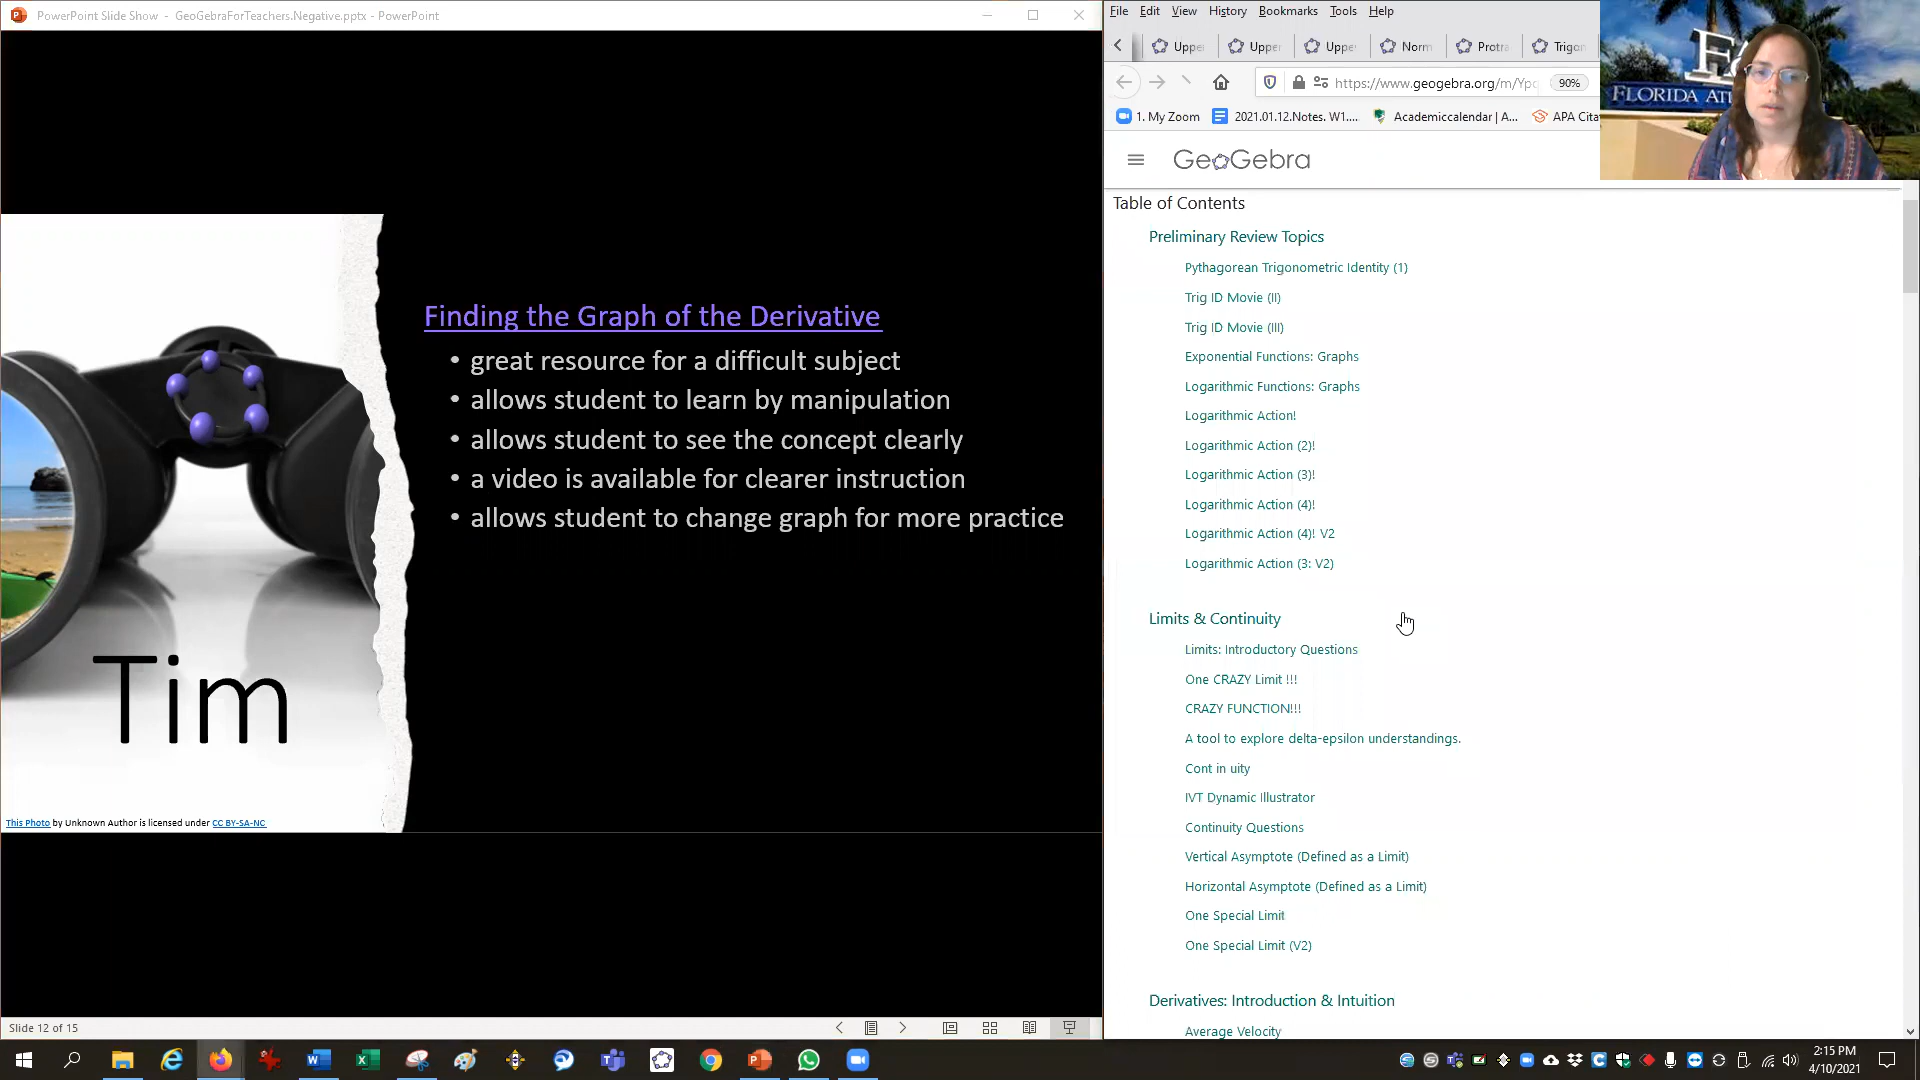 PowerPoint Slide Show - GeoGebraForTeachers.Negative.pptx - PowerPoint
Finding the Graph of the Derivative
• great resource for a difficult subject
• allows student to learn by manipulation
• allows student to see the concept clearly
• a video is available for clearer instruction
• allows student to change graph for more practice
Tim
This Photo by Unknown Author is licensed under CC BY-SA-NC
Slide 12 of 15
File Edit View History Bookmarks Tools Help
Uppe Upper Uppe Norm Protra Trigon
https://www.geogebra.org/m/Ypc 90%
1. My Zoom 2021.01.12.Notes. W1.... Academiccalendar | A... APA Cita
FLORIDA AT
GeoGebra
Table of Contents
Preliminary Review Topics
Pythagorean Trigonometric Identity (1)
Trig ID Movie (II)
Trig ID Movie (III)
Exponential Functions: Graphs
Logarithmic Functions: Graphs
Logarithmic Action!
Logarithmic Action (2)!
Logarithmic Action (3)!
Logarithmic Action (4)!
Logarithmic Action (4)! V2
Logarithmic Action (3: V2)
Limits & Continuity
Limits: Introductory Questions
One CRAZY Limit !!!
CRAZY FUNCTION!!!
A tool to explore delta-epsilon understandings.
Cont in uity
IVT Dynamic Illustrator
Continuity Questions
Vertical Asymptote (Defined as a Limit)
Horizontal Asymptote (Defined as a Limit)
One Special Limit
One Special Limit (V2)
Derivatives: Introduction & Intuition
Average Velocity
2:15 PM
4/10/2021